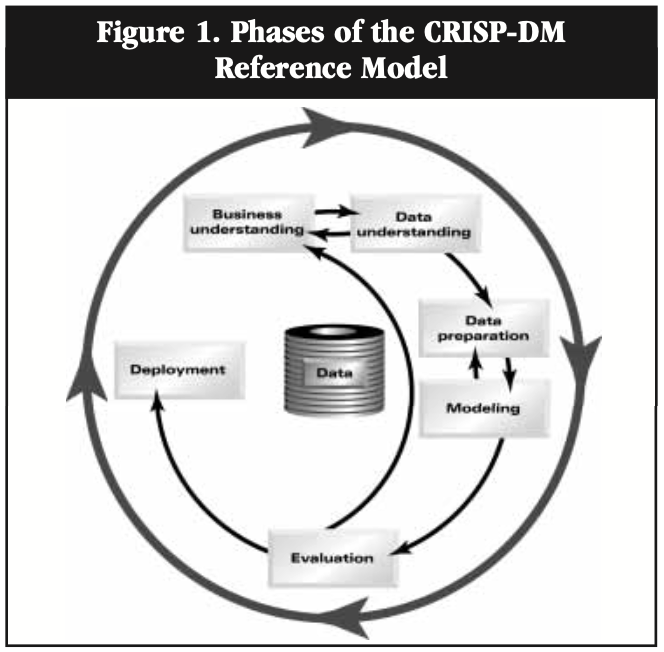 Figure 1. Phases of the CRISP-DM
Reference Model
Business
understanding
Data
understanding
Data
preparation
Modeling
Data
Deployment
Evaluation